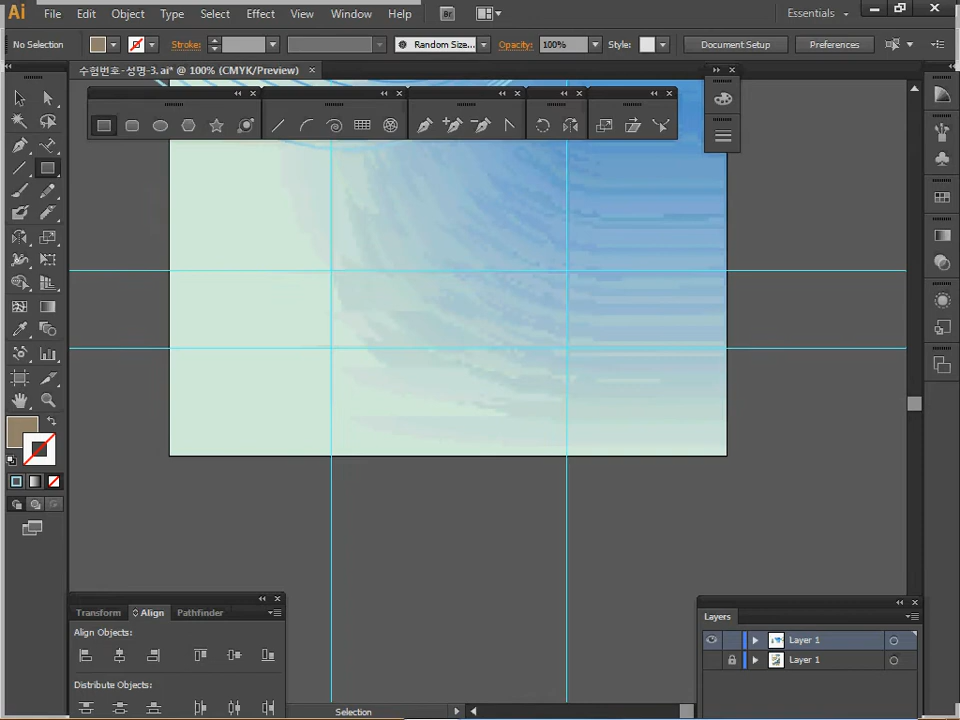 Ai File Edit Object Type Select Effect View Window Help Br Essentials
No Selection Stroke: Random Size... Opacity: 100% Style: Document Setup Preferences
수험번호-성명-3.ai* @ 100% (CMYK/Preview)
Transform Align Pathfinder
Align Objects:
Distribute Objects:
Layers
Layer 1
Layer 1
Selection